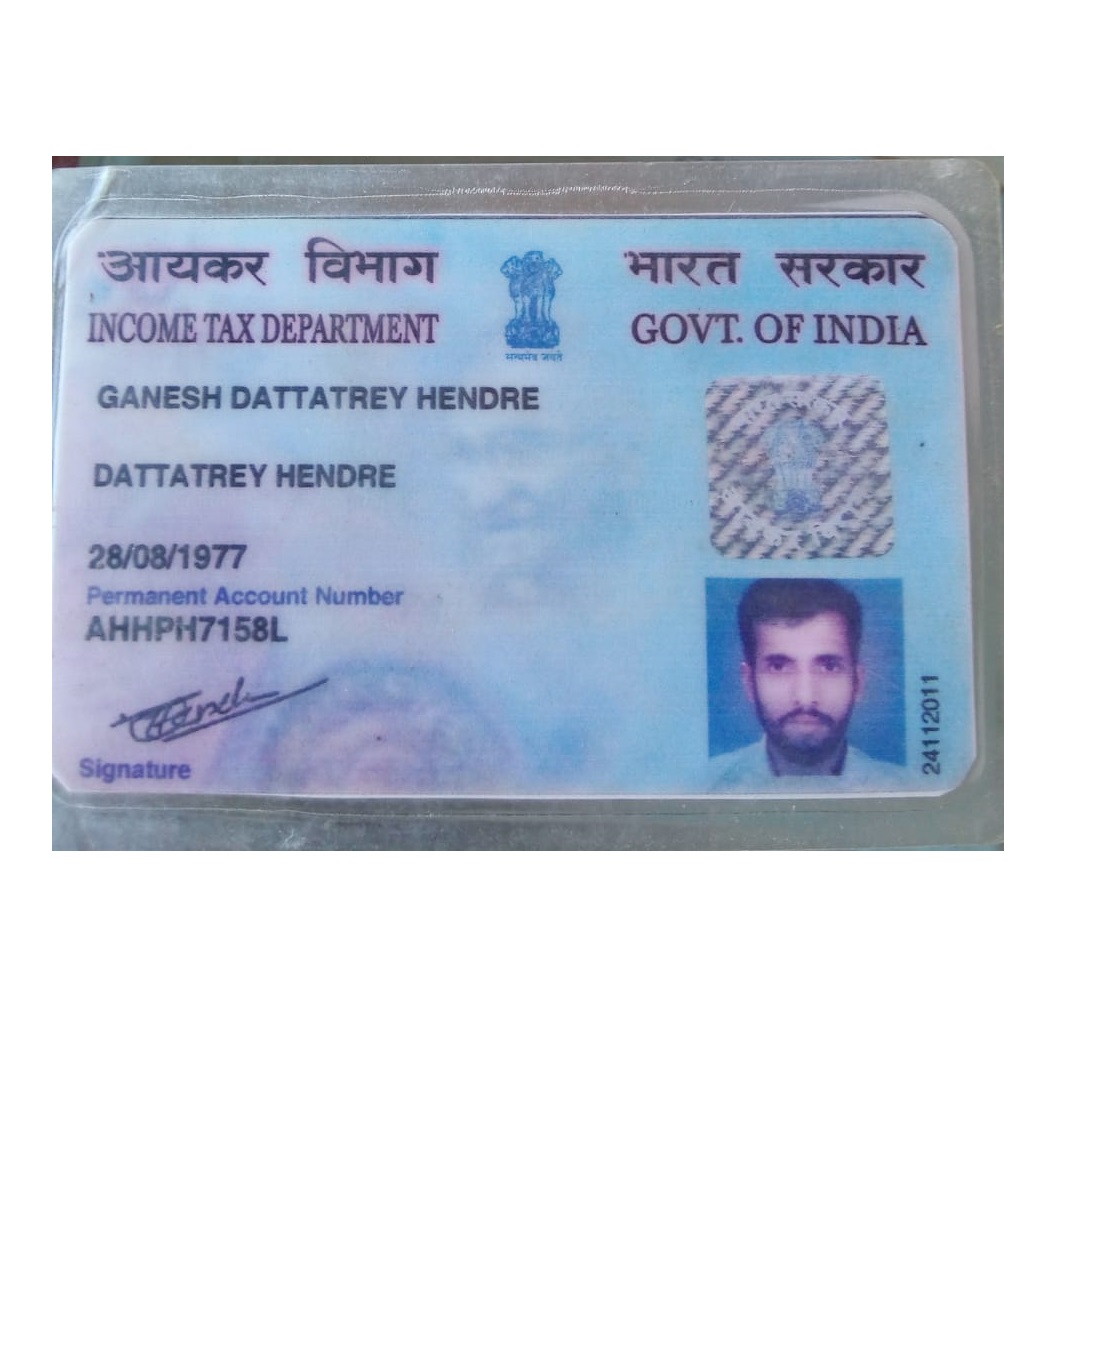 आयकर विभाग
भारत सरकार
INCOME TAX DEPARTMENT
GOVT. OF INDIA
सत्यमेव जयते
GANESH DATTATREY HENDRE
DATTATREY HENDRE
28/08/1977
Permanent Account Number
AHHPH7158L
Signature
24112011